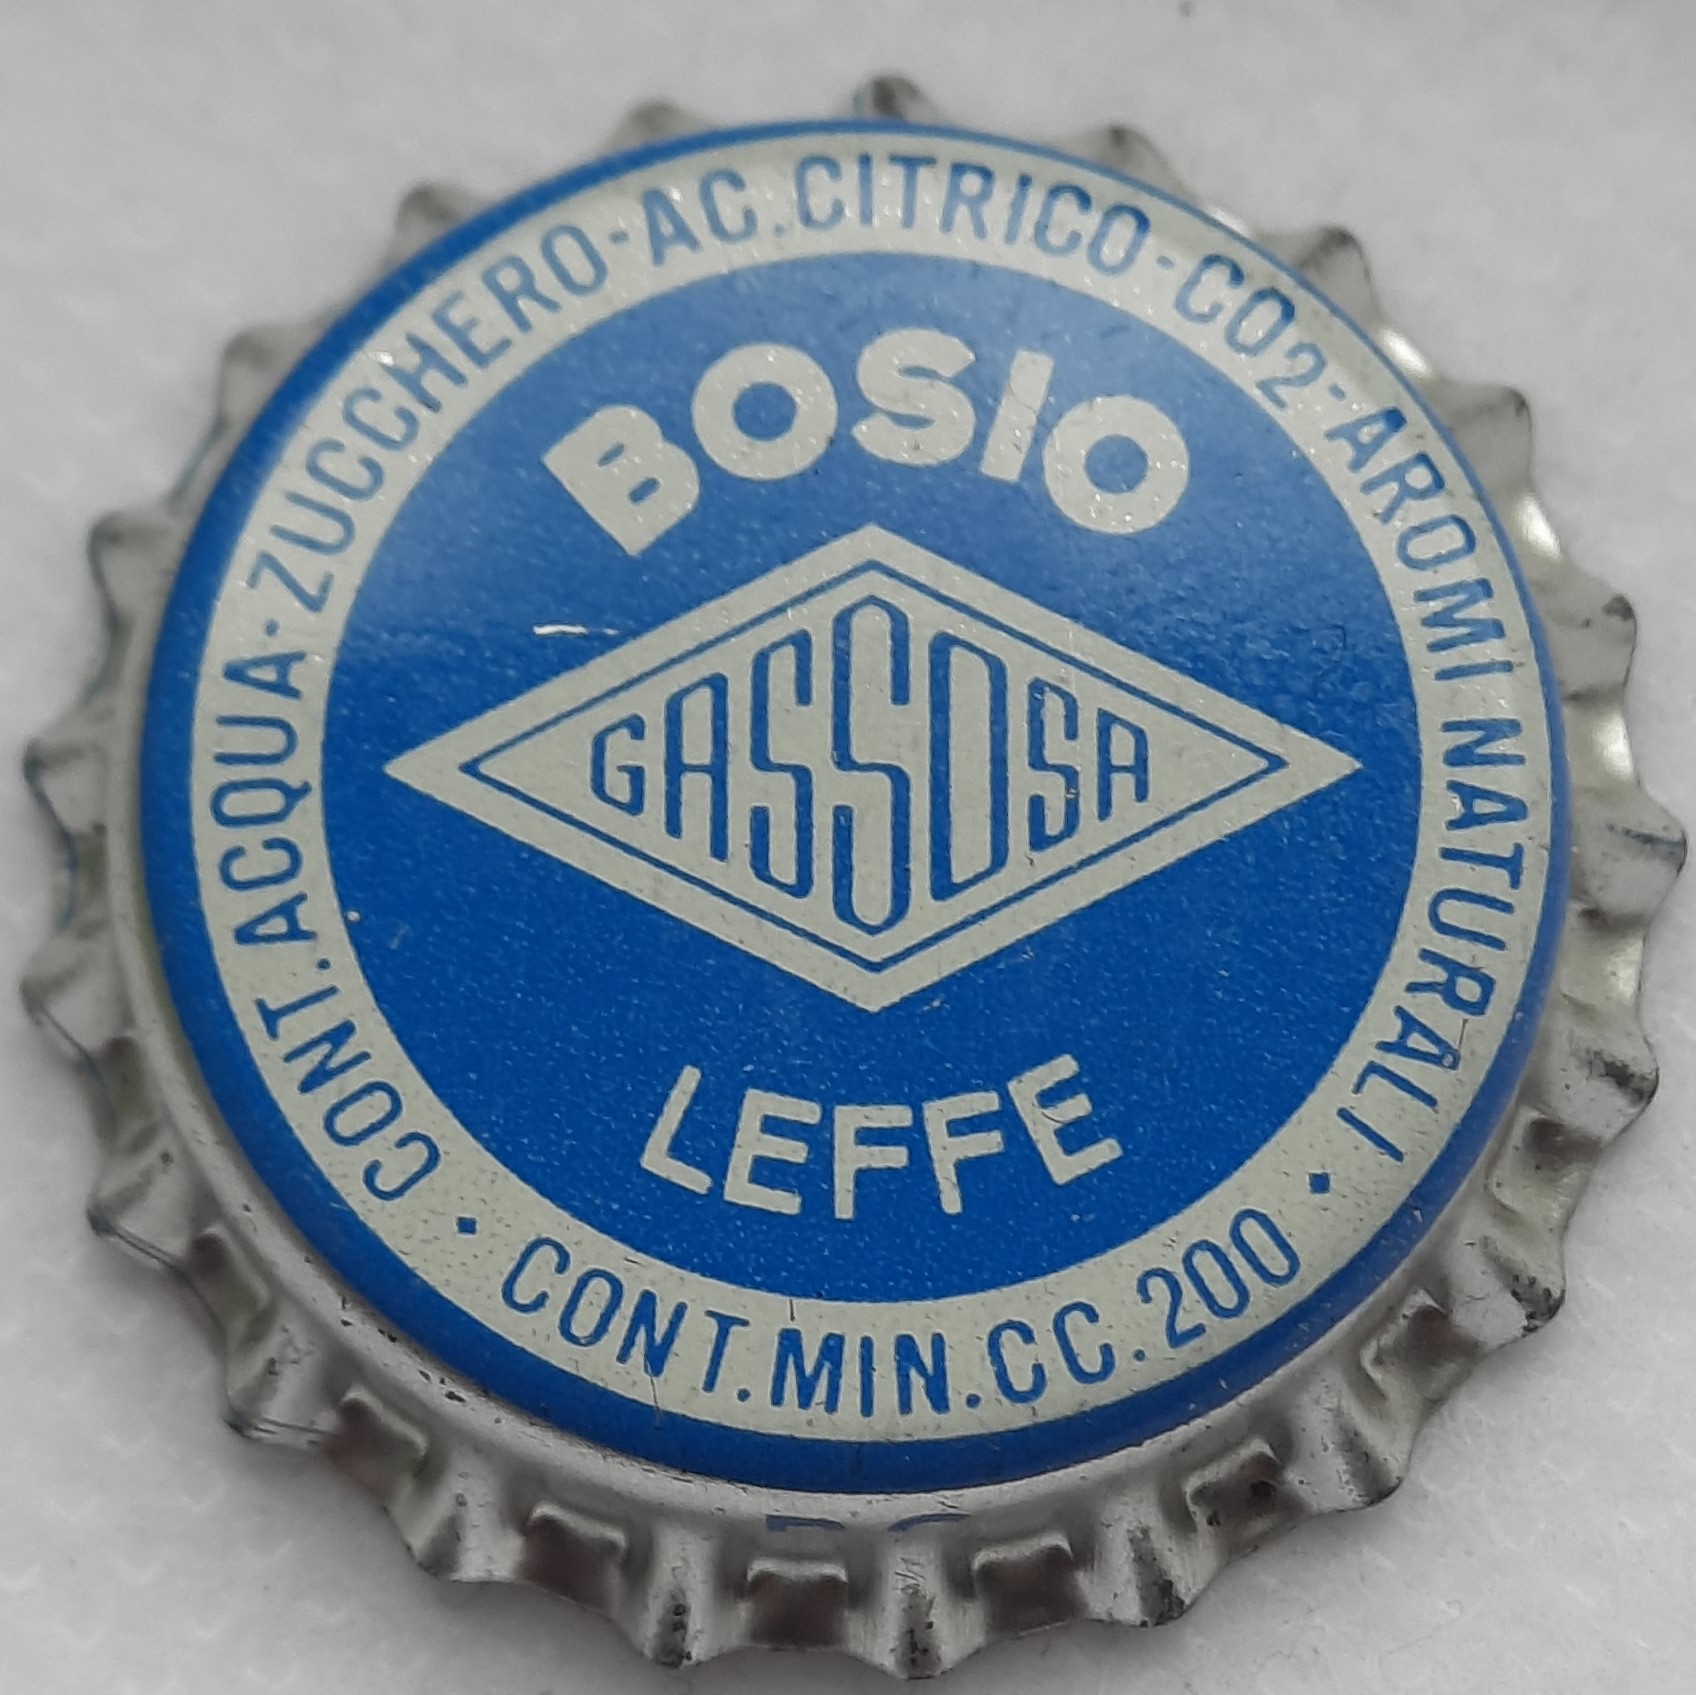 CONT. ACQUA-ZUCCHERO-AC. CITRICO-CO2-AROMI NATURALI
BOSIO
GASSOSA
LEFFE
CONT. MIN. CC. 200